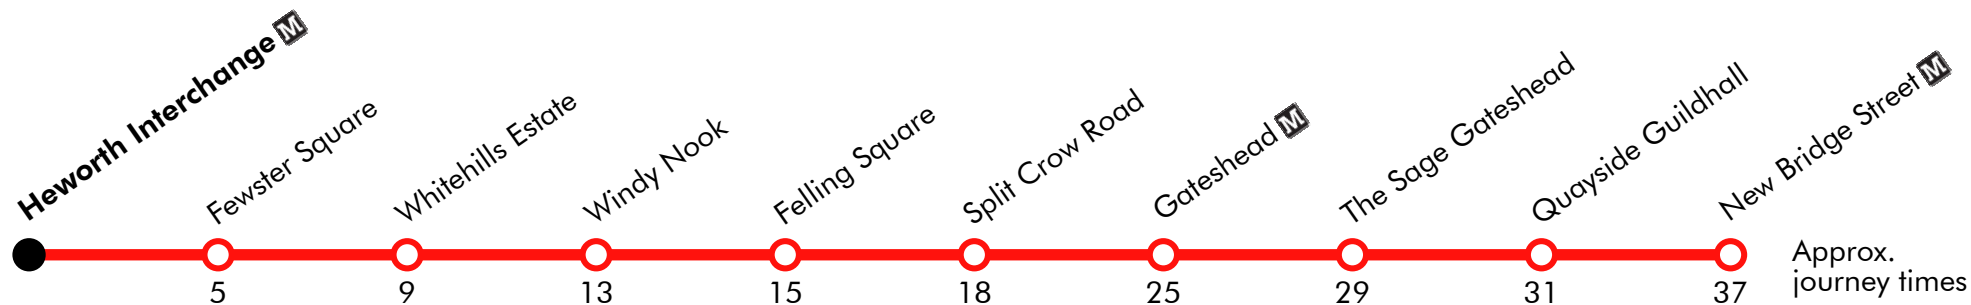 Heworth Interchange M
Fewster Square
Whitehills Estate
Windy Nook
Felling Square
Split Crow Road
Gateshead M
The Sage Gateshead
Quayside Guildhall
New Bridge Street M
5 9 13 15 18 25 29 31 37
Approx.
journey times